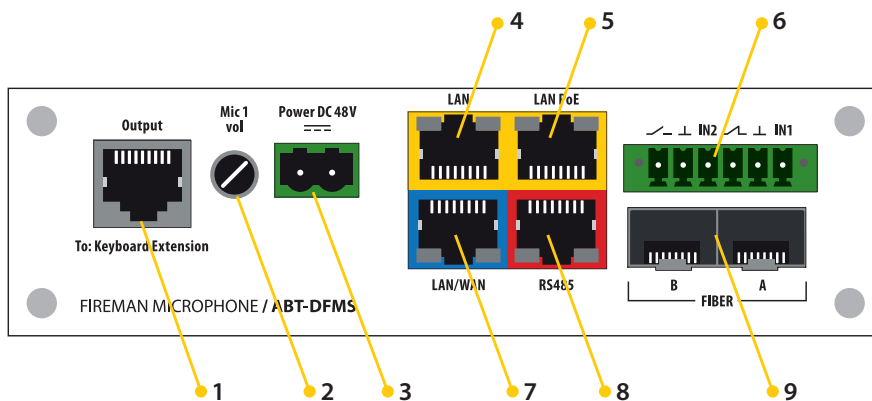 4 5 6
LAN LAN PoE
Output Mic 1 vol Power DC 48V IN2 IN1
To: Keyboard Extension
LAN/WAN RS485 B A
FIBER
FIREMAN MICROPHONE / ABT-DFMS
1 2 3 7 8 9